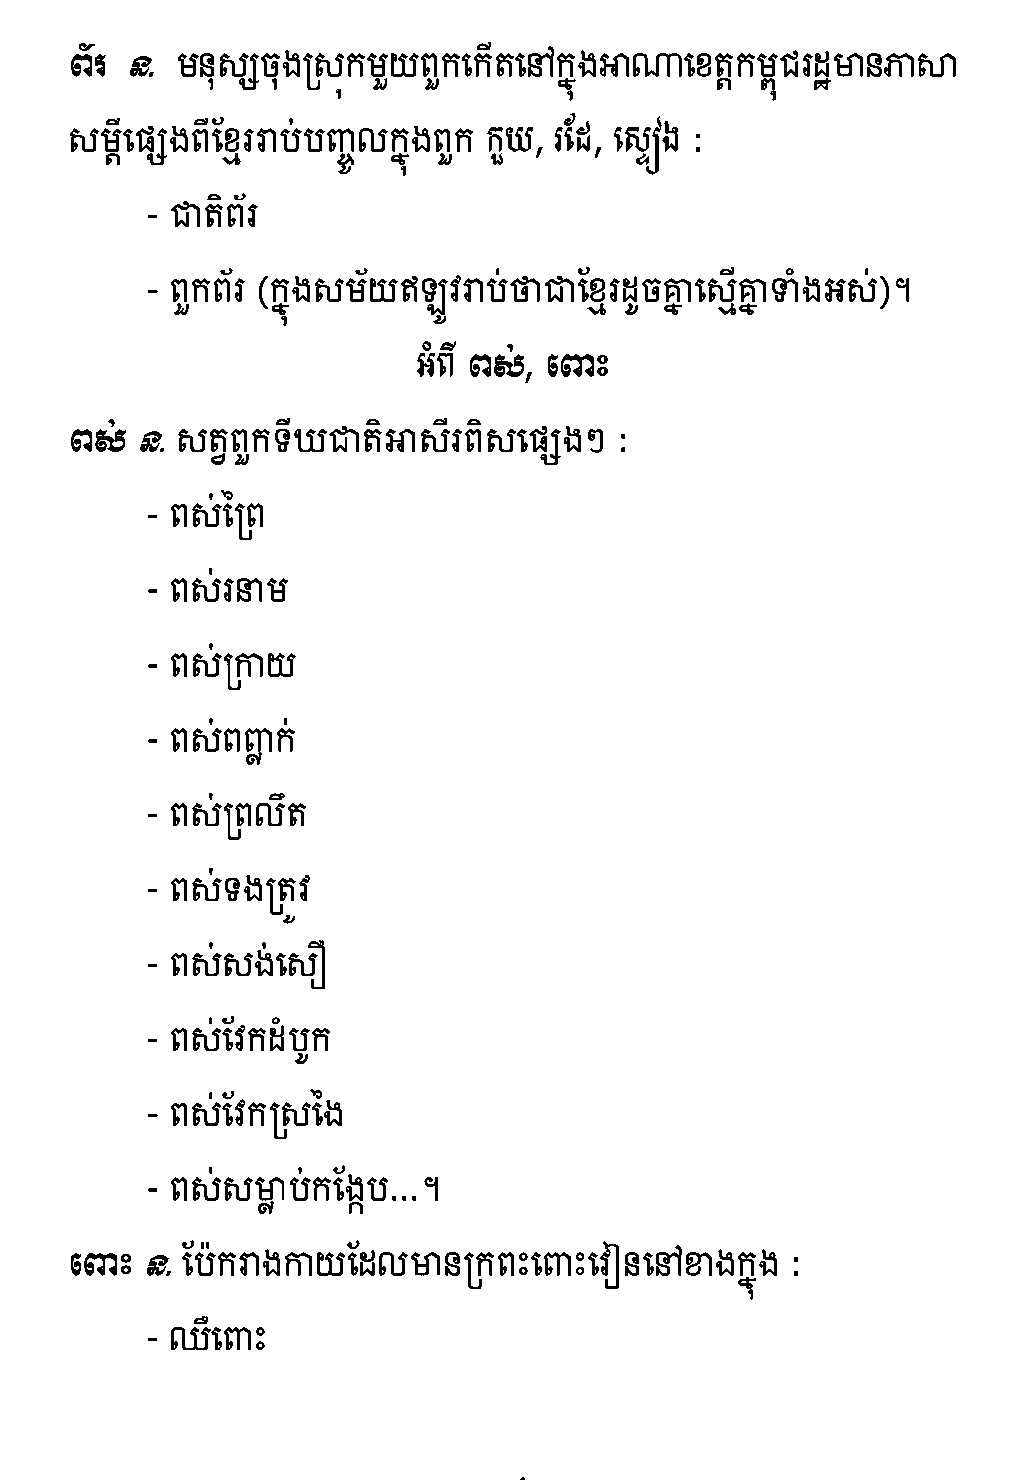 ព័រ ន. មនុស្សចុងស្រុកមួយពួកកើតនៅក្នុងអាណាខេត្តកម្ពុជរដ្ឋមានភាសា
សម្ដីផ្សេងពីខ្មែររាប់បញ្ចូលក្នុងពួក កួយ, រដែ, ស្ទៀង :
- ជាតិព័រ
- ពួកព័រ (ក្នុងសម័យឥឡូវរាប់ថាជាខ្មែរដូចគ្នាស្មើគ្នាទាំងអស់)។
អំពី ពស់, ពោះ
ពស់ ន. សត្វពួកទីឃជាតិអាសីរពិសផ្សេងៗ :
- ពស់ព្រៃ
- ពស់រនាម
- ពស់ក្រាយ
- ពស់ពព្លាក់
- ពស់ព្រលឹត
- ពស់ទងត្រូវ
- ពស់សង់សឿ
- ពស់វែកដំបូក
- ពស់វែកស្រងៃ
- ពស់សម្លាប់កង្កែប...។
ពោះ ន. ប៉ែករាងកាយដែលមានក្រពះពោះវៀននៅខាងក្នុង :
- ឈឺពោះ